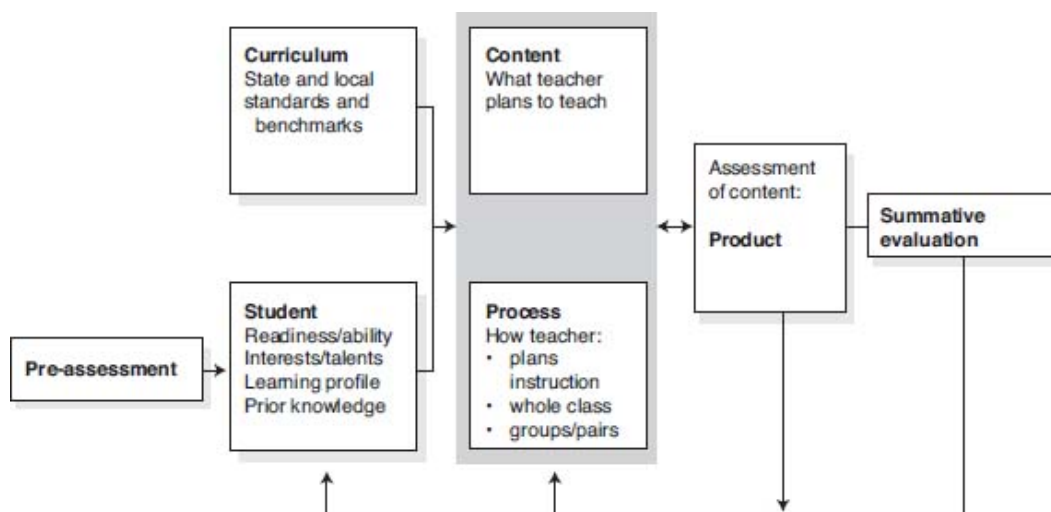 Curriculum
State and local
standards and
benchmarks
Content
What teacher
plans to teach
Assessment
of content:
Product
Summative
evaluation
Pre-assessment
Student
Readiness/ability
Interests/talents
Learning profile
Prior knowledge
Process
How teacher:
• plans
instruction
• whole class
• groups/pairs